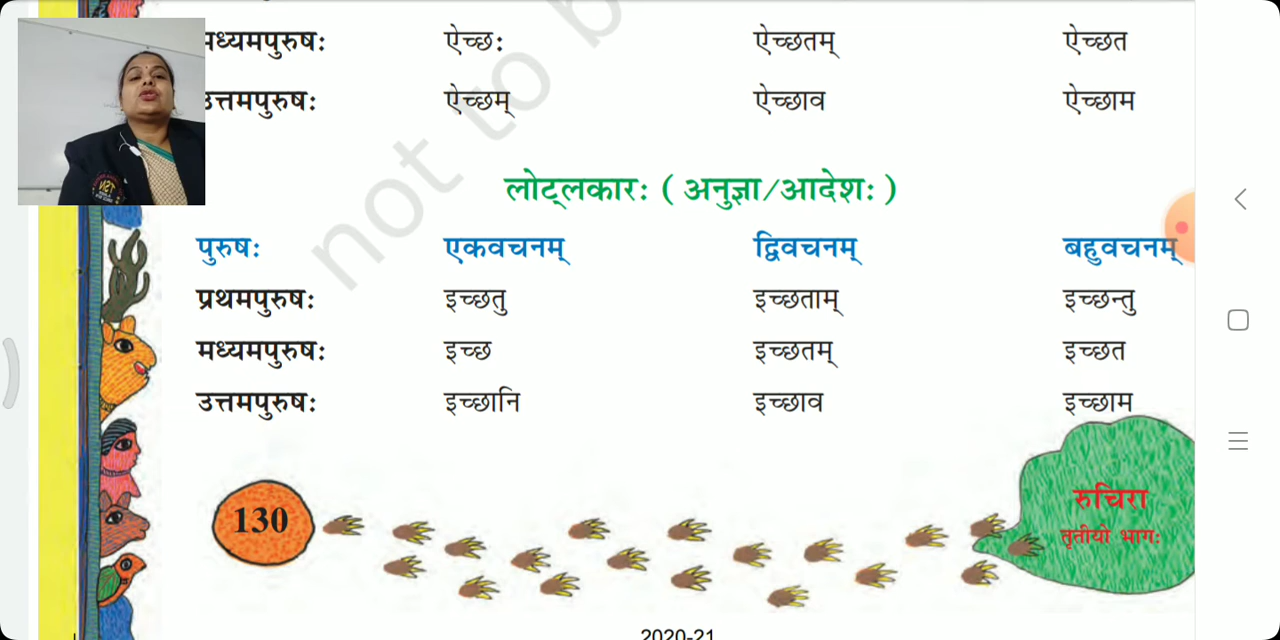 मध्यमपुरुषः ऐच्छः ऐच्छतम् ऐच्छत
उत्तमपुरुषः ऐच्छम् ऐच्छाव ऐच्छाम
not to b
लोट्लकारः ( अनुज्ञा/आदेशः )
पुरुषः एकवचनम् द्विवचनम् बहुवचनम्
प्रथमपुरुषः इच्छतु इच्छताम् इच्छन्तु
मध्यमपुरुषः इच्छ इच्छतम् इच्छत
उत्तमपुरुषः इच्छानि इच्छाव इच्छाम
130
रुचिरा
तृतीयो भागः
2020-21